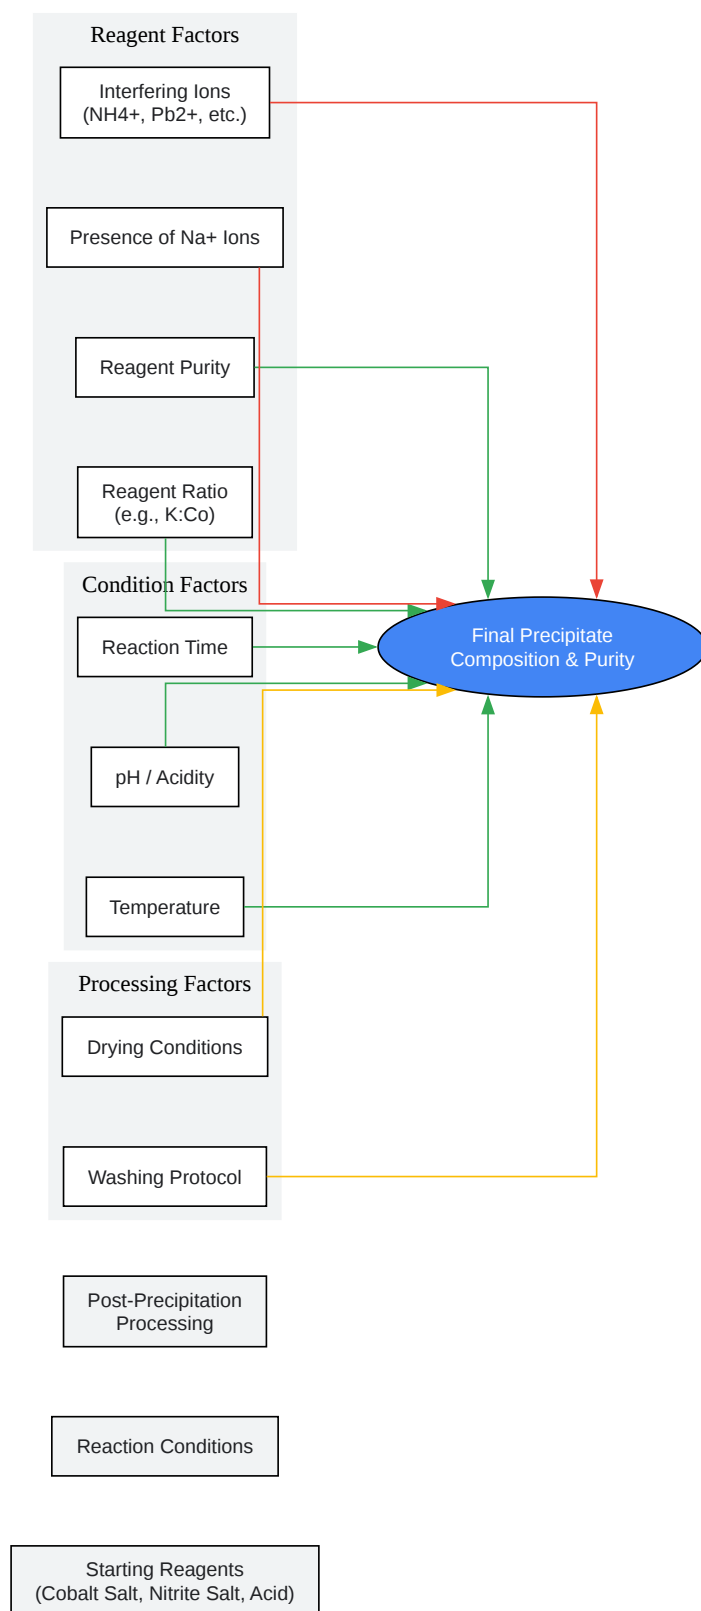 Reagent Factors
Interfering Ions
(NH4+, Pb2+, etc.)
Presence of Na+ Ions
Reagent Purity
Reagent Ratio
(e.g., K:Co)
Condition Factors
Reaction Time
Final Precipitate
Composition & Purity
pH / Acidity
Temperature
Processing Factors
Drying Conditions
Washing Protocol
Post-Precipitation
Processing
Reaction Conditions
Starting Reagents
(Cobalt Salt, Nitrite Salt, Acid)